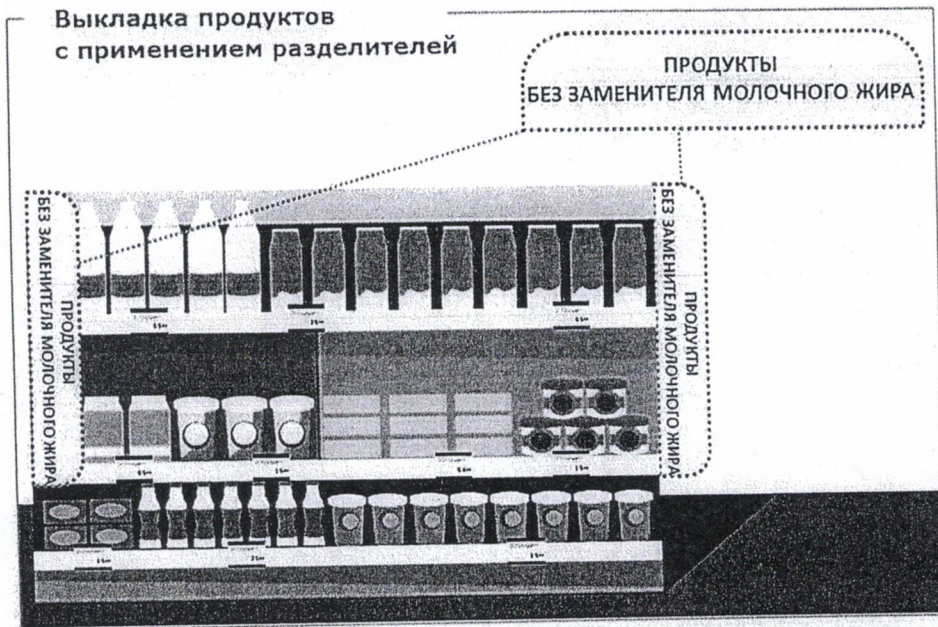 Выкладка продуктов
с применением разделителей
ПРОДУКТЫ
БЕЗ ЗАМЕНИТЕЛЯ МОЛОЧНОГО ЖИРА
ПРОДУКТЫ
БЕЗ ЗАМЕНИТЕЛЯ МОЛОЧНОГО ЖИРА
ПРОДУКТЫ
БЕЗ ЗАМЕНИТЕЛЯ МОЛОЧНОГО ЖИРА